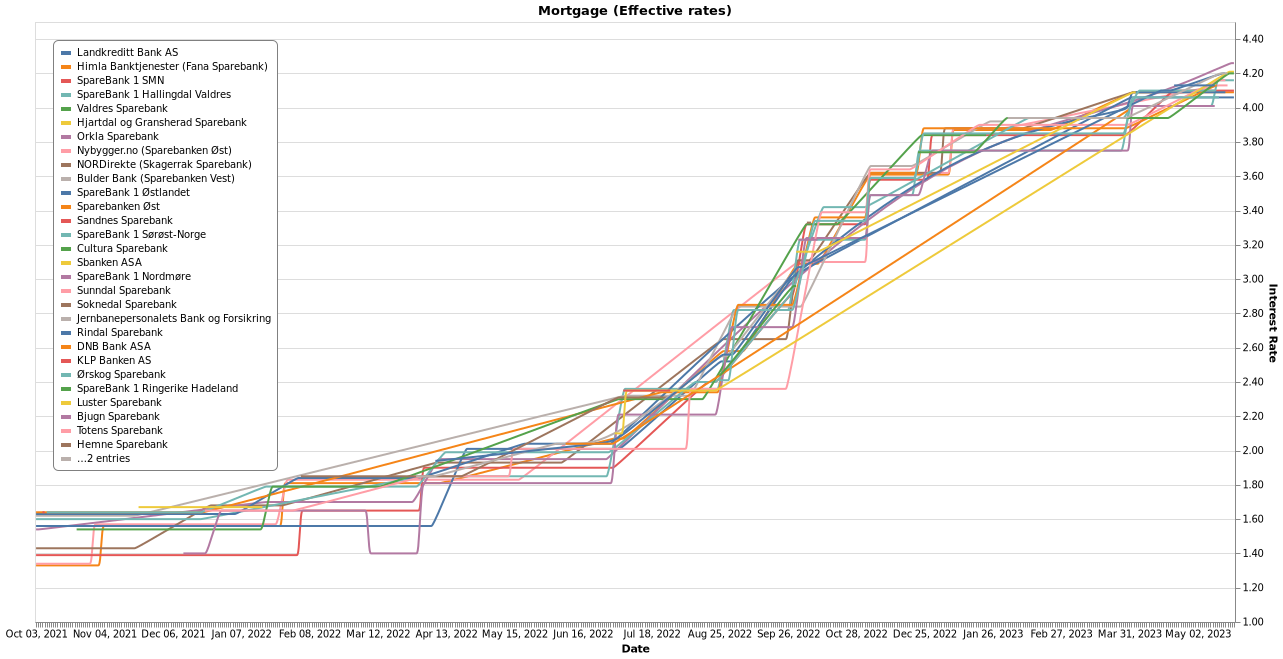 Mortgage (Effective rates)
Landkreditt Bank AS
Himla Banktjenester (Fana Sparebank)
SpareBank 1 SMN
SpareBank 1 Hallingdal Valdres
Valdres Sparebank
Hjartdal og Gransherad Sparebank
Orkla Sparebank
Nybygger.no (Sparebanken Øst)
NORDirekte (Skagerrak Sparebank)
Bulder Bank (Sparebanken Vest)
SpareBank 1 Østlandet
Sparebanken Øst
Sandnes Sparebank
SpareBank 1 Sørøst-Norge
Cultura Sparebank
Sbanken ASA
SpareBank 1 Nordmøre
Sunndal Sparebank
Soknedal Sparebank
Jernbanepersonalets Bank og Forsikring
Rindal Sparebank
DNB Bank ASA
KLP Banken AS
Ørskog Sparebank
SpareBank 1 Ringerike Hadeland
Luster Sparebank
Bjugn Sparebank
Totens Sparebank
Hemne Sparebank
...2 entries
4.40
4.20
4.00
3.80
3.60
3.40
3.20
3.00
2.80
2.60
2.40
2.20
2.00
1.80
1.60
1.40
1.20
1.00
Interest Rate
Oct 03, 2021 Nov 04, 2021 Dec 06, 2021 Jan 07, 2022 Feb 08, 2022 Mar 12, 2022 Apr 13, 2022 May 15, 2022 Jun 16, 2022 Jul 18, 2022 Aug 25, 2022 Sep 26, 2022 Oct 28, 2022 Dec 25, 2022 Jan 26, 2023 Feb 27, 2023 Mar 31, 2023 May 02, 2023
Date